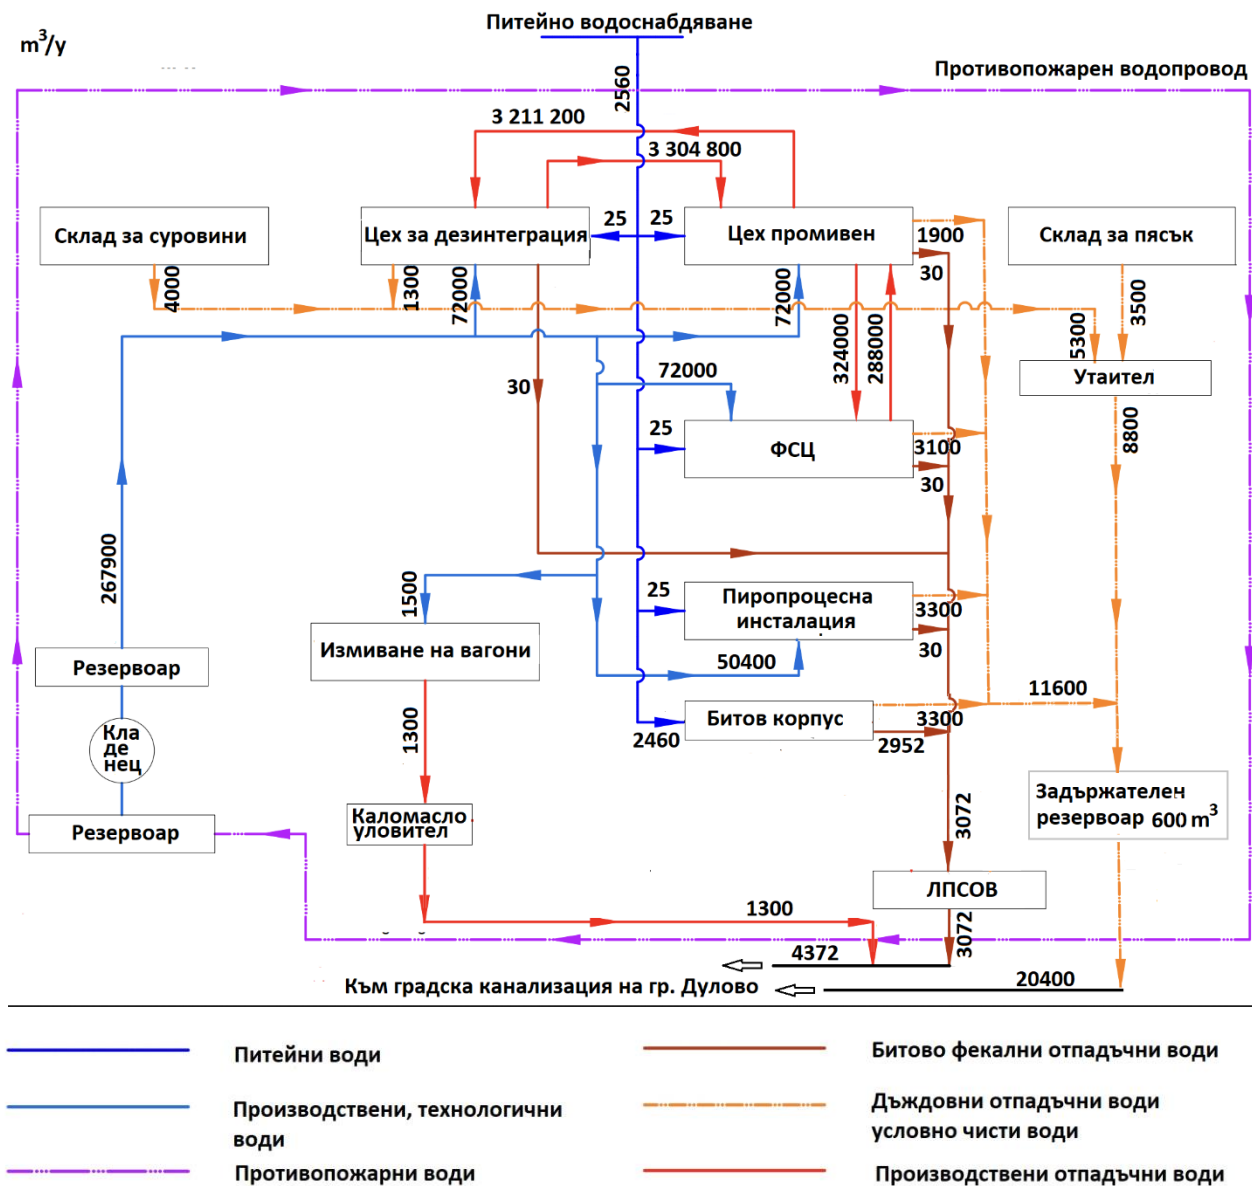 Питейно водоснабдяване
m³/y
Противопожарен водопровод
2560
3 211 200
3 304 800
Склад за суровини
Цех за дезинтеграция
25
25
Цех промивен
1900
30
Склад за пясък
4000
1300
72000
72000
324000
288000
5300
3500
Утаител
72000
30
25
ФСЦ
3100
30
8800
267900
1500
25
Пиропроцесна
инсталация
3300
30
Измиване на вагони
50400
Резервоар
Кла
де
нец
1300
2460
Битов корпус
3300
2952
11600
Резервоар
Каломасло
уловител
3072
Задържателен
резервоар 600 m³
ЛПСОВ
1300
3072
4372
Към градска канализация на гр. Дулово
20400
Питейни води
Битово фекални отпадъчни води
Производствени, технологични
води
Дъждовни отпадъчни води
условно чисти води
Противопожарни води
Производствени отпадъчни води